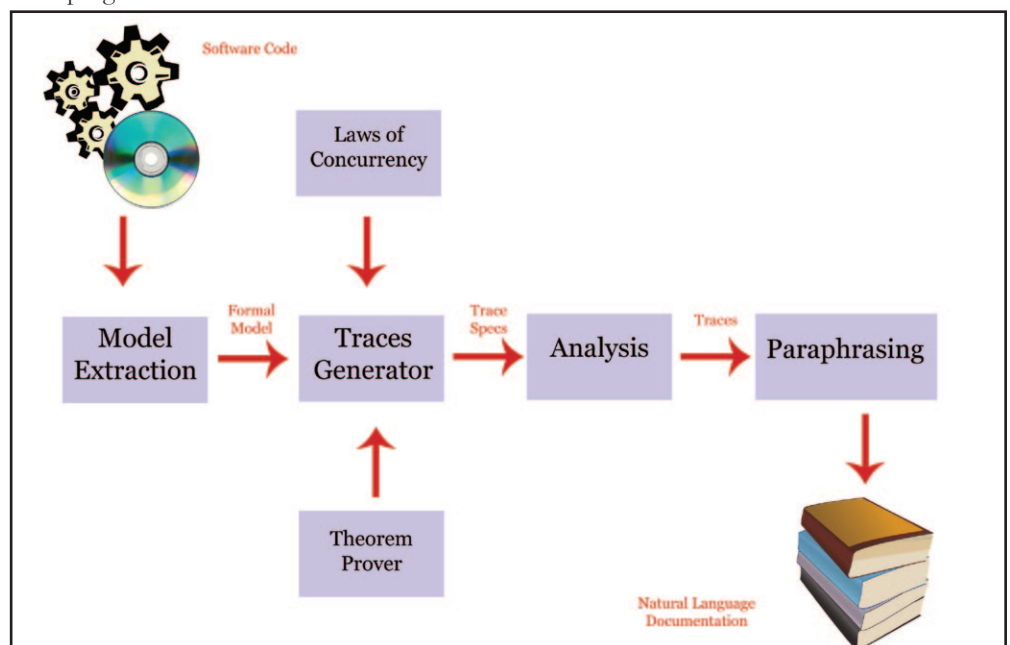 Software Code
Laws of
Concurrency
Model
Extraction
Formal
Model
Traces
Generator
Trace
Specs
Analysis
Traces
Paraphrasing
Theorem
Prover
Natural Language
Documentation